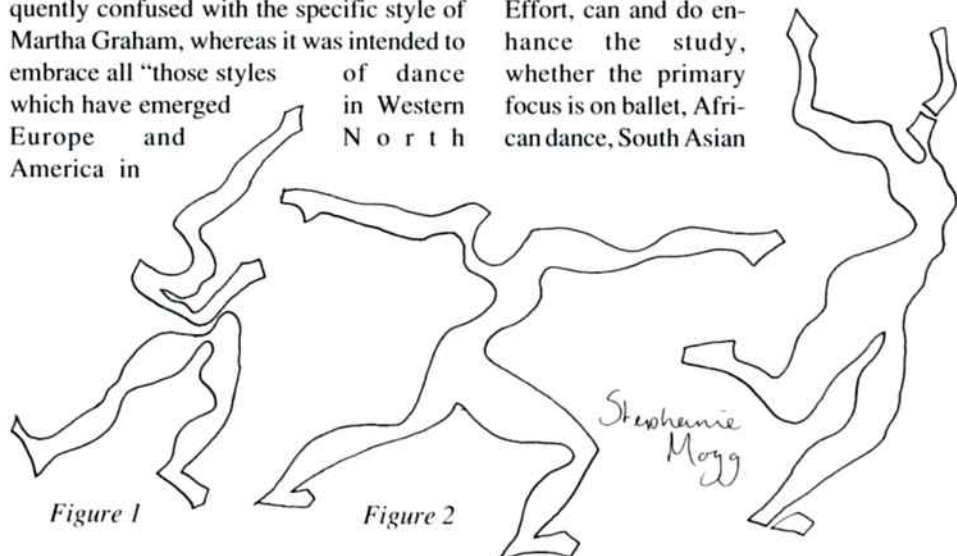 quently confused with the specific style of
Martha Graham, whereas it was intended to
embrace all “those styles of dance
which have emerged in Western
Europe and North
America in
Effort, can and do en-
hance the study,
whether the primary
focus is on ballet, Afri-
can dance, South Asian
Stephanie
Mogg
Figure 1
Figure 2